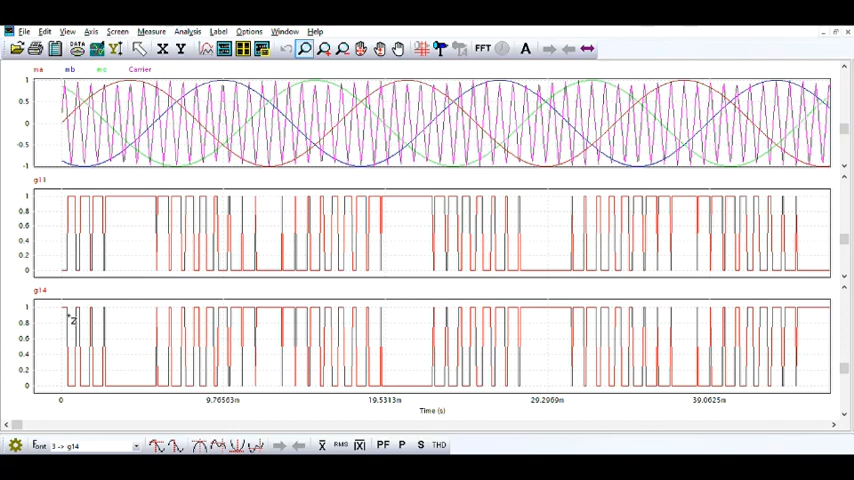 File Edit View Axis Screen Measure Analysis Label Options Window Help
DATA Y X Y FFT A
ma mb mc Carrier
1
0.5
0
-0.5
-1
g11
1
0.8
0.6
0.4
0.2
0
g14
1
0.8
0.6
0.4
0.2
0
Z
0 9.76563m 19.5313m 29.2969m 39.0625m
Time (s)
Font 3 -> g14 X RMS |X| PF P S THD